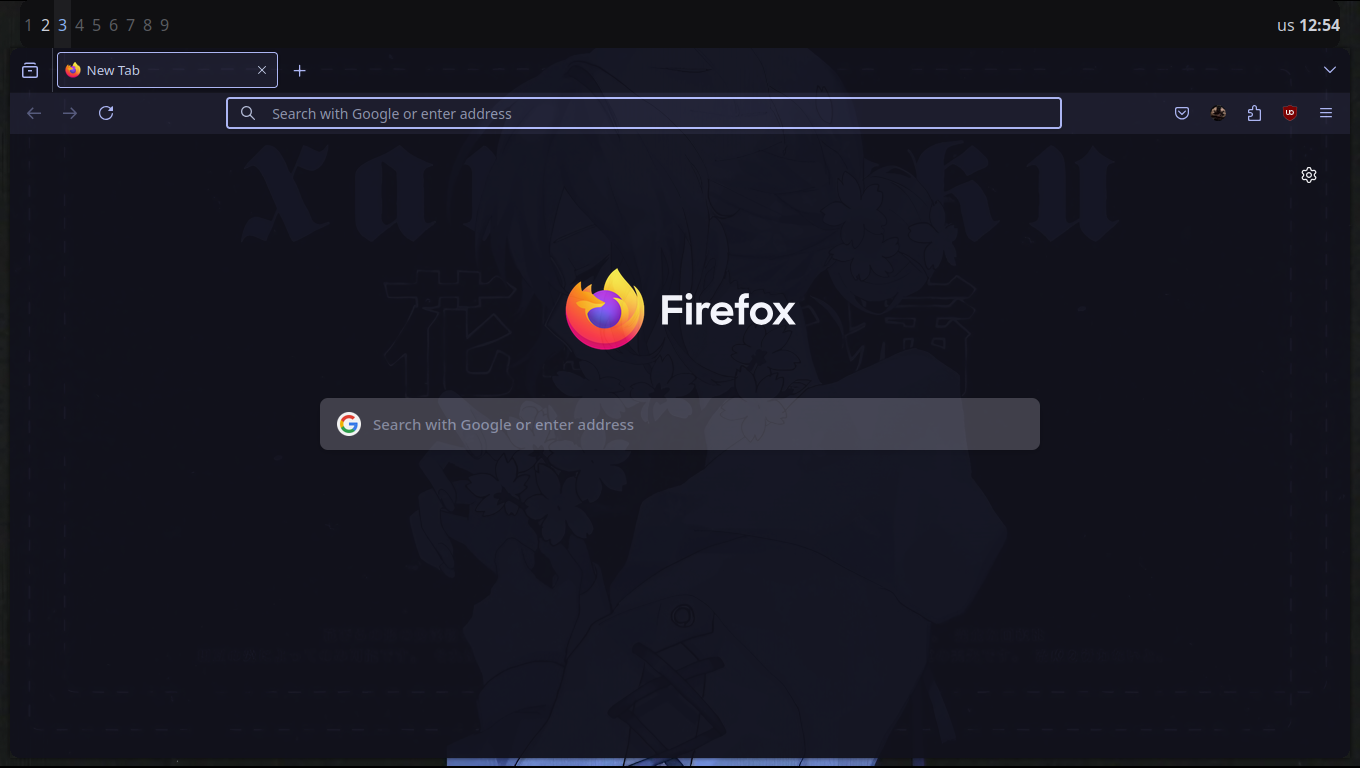 1 2 3 4 5 6 7 8 9
us 12:54
New Tab
Search with Google or enter address
Firefox
Search with Google or enter address